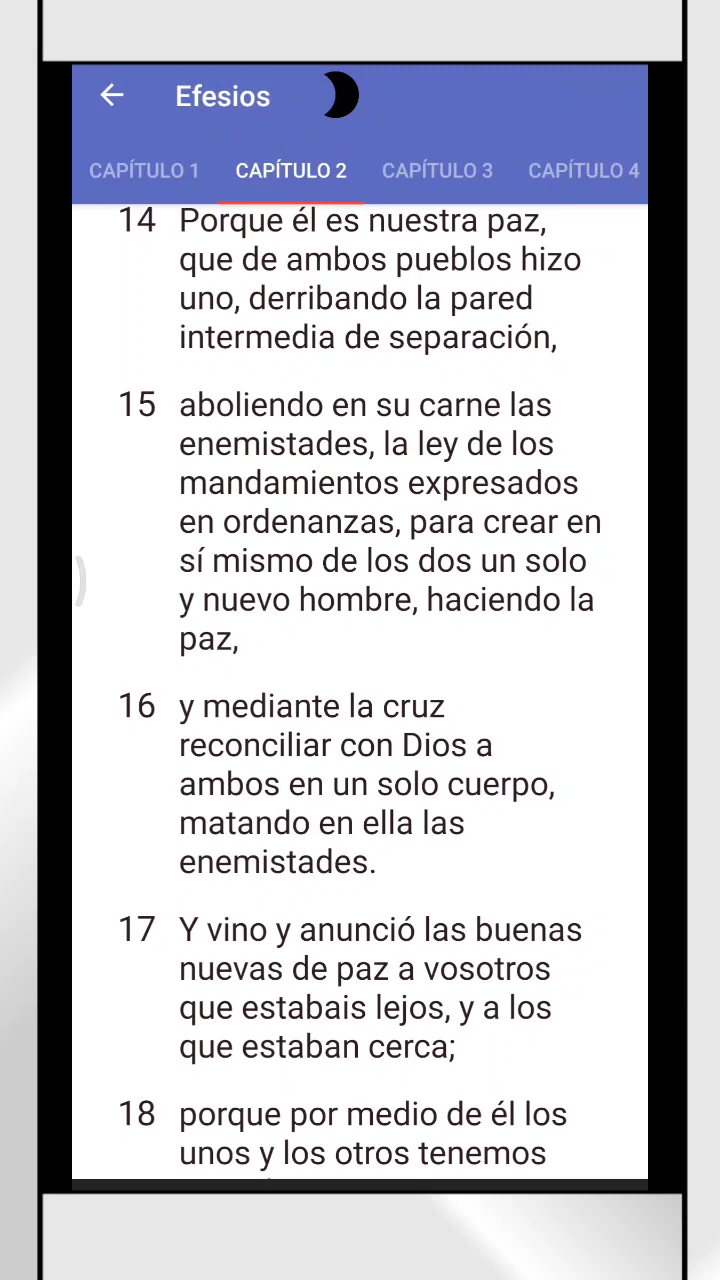 Efesios
CAPÍTULO 1 CAPÍTULO 2 CAPÍTULO 3 CAPÍTULO 4
14 Porque él es nuestra paz,
que de ambos pueblos hizo
uno, derribando la pared
intermedia de separación,
15 aboliendo en su carne las
enemistades, la ley de los
mandamientos expresados
en ordenanzas, para crear en
sí mismo de los dos un solo
y nuevo hombre, haciendo la
paz,
16 y mediante la cruz
reconciliar con Dios a
ambos en un solo cuerpo,
matando en ella las
enemistades.
17 Y vino y anunció las buenas
nuevas de paz a vosotros
que estabais lejos, y a los
que estaban cerca;
18 porque por medio de él los
unos y los otros tenemos